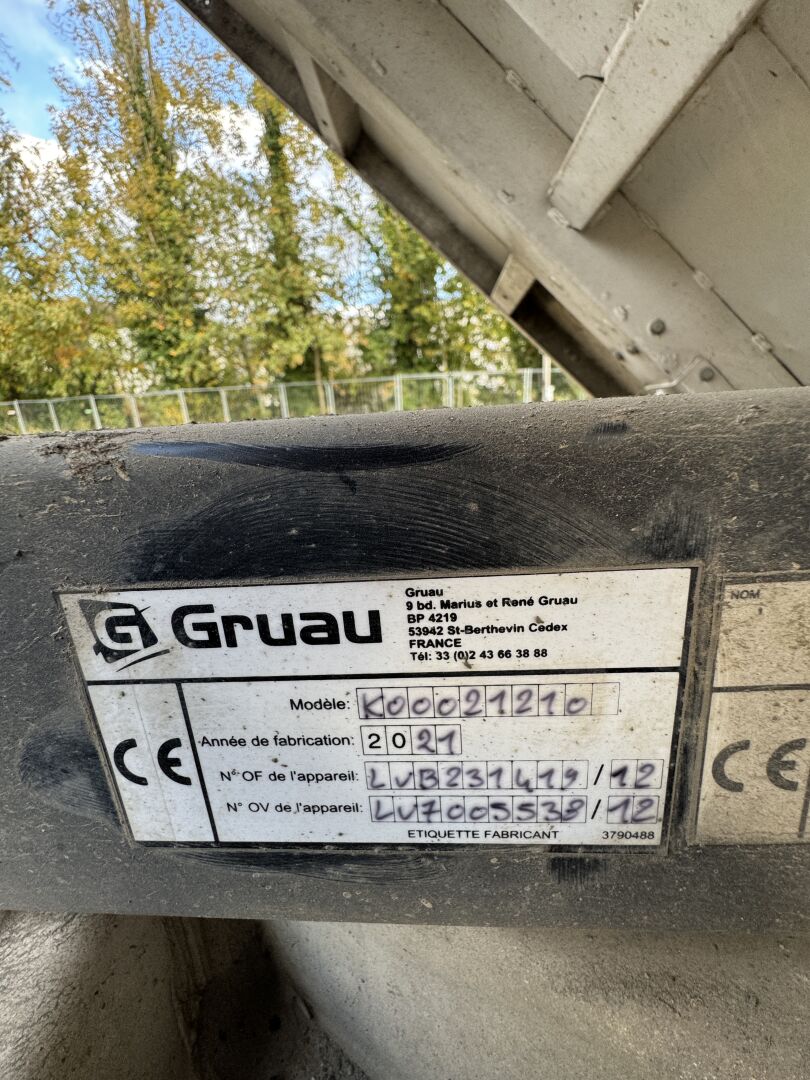 Gruau
Gruau
9 bd. Marius et René Gruau
BP 4219
53942 St-Berthevin Cedex
FRANCE
Tél: 33 (0)2 43 66 38 88
Modèle: K00021210
Année de fabrication: 2021
N° OF de l'appareil: LVB231419/12
N° OV de l'appareil: LV7005538/12
CE
ETIQUETTE FABRICANT 3790488
NOM
CE